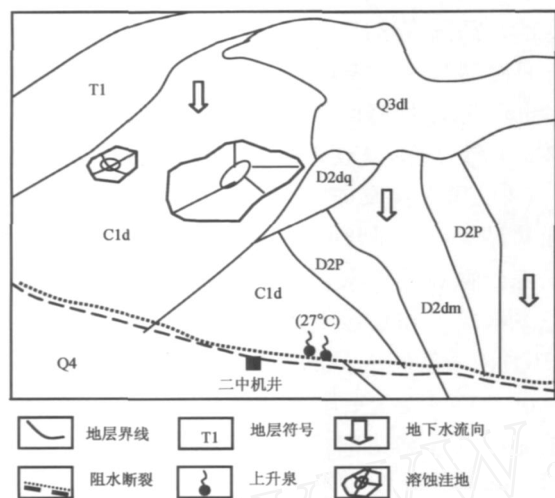 T1
Q3dl
D2dq
C1d
D2P
D2P
C1d
D2dm
(27°C)
Q4
二中机井
地层界线
T1
地层符号
地下水流向
阻水断裂
上升泉
溶蚀洼地